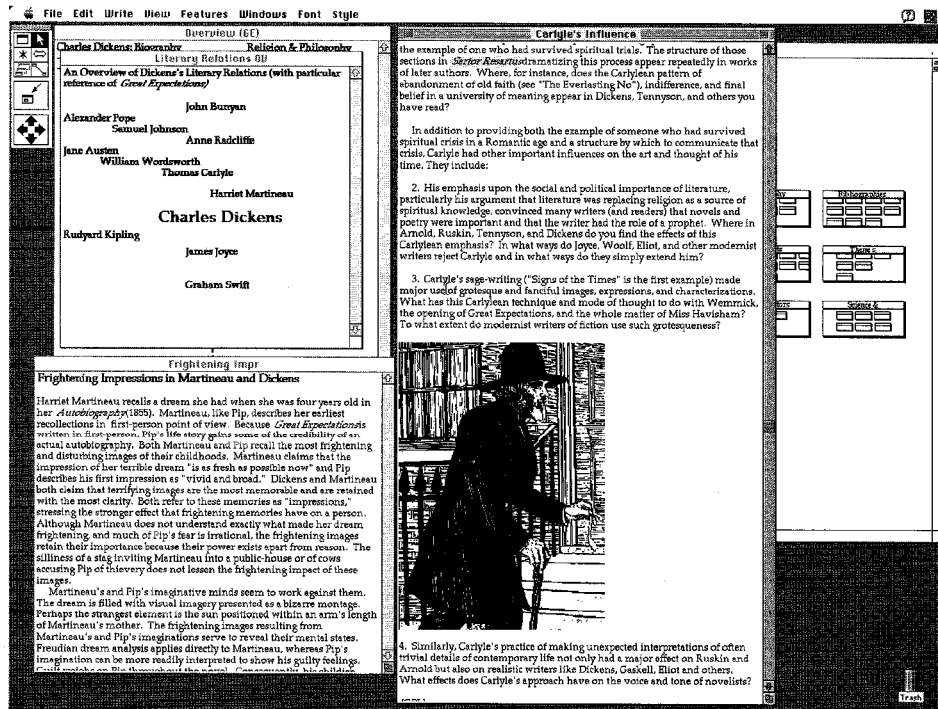 File Edit Write View Features Windows Font Style
Overview (GE)
Charles Dickens: Biography Religion & Philosophy
Literary Relations OV
An Overview of Dickens's Literary Relations (with particular
reference of Great Expectations)
John Bunyan
Alexander Pope
Samuel Johnson
Anne Radcliffe
Jane Austen
William Wordsworth
Thomas Carlyle
Harriet Martineau
Charles Dickens
Rudyard Kipling
James Joyce
Graham Swift
Frightening Impr
Frightening Impressions in Martineau and Dickens
Harriet Martineau recalls a dream she had when she was four years old in
her Autobiography(1855). Martineau, like Pip, describes her earliest
recollections in first-person point of view. Because Great Expectations is
written in first-person, Pip's life story gains some of the credibility of an
actual autobiography. Both Martineau and Pip recall the most frightening
and disturbing images of their childhoods. Martineau claims that the
impression of her terrible dream "is as fresh as possible now" and Pip
describes his first impression as "vivid and broad." Dickens and Martineau
both claim that terrifying images are the most memorable and are retained
with the most clarity. Both refer to these memories as "impressions,"
stressing the stronger effect that frightening memories have on a person.
Although Martineau does not understand exactly what made her dream
frightening, and much of Pip's fear is irrational, the frightening images
retain their importance because their power exists apart from reason. The
silliness of a stag inviting Martineau into a public-house or of cows
accusing Pip of thievery does not lessen the frightening impact of these
images.
Martineau's and Pip's imaginative minds seem to work against them.
The dream is filled with visual imagery presented as a bizarre montage.
Perhaps the strangest element is the sun positioned within an arm's length
of Martineau's mother. The frightening images resulting from
Martineau's and Pip's imaginations serve to reveal their mental states.
Freudian dream analysis applies directly to Martineau, whereas Pip's
imagination can be more readily interpreted to show his guilty feelings.
Carlyle's Influence
the example of one who had survived spiritual trials. The structure of those
sections in Sartor Resartus dramatizing this process appear repeatedly in works
of later authors. Where, for instance, does the Carlylean pattern of
abandonment of old faith (see "The Everlasting No"), indifference, and final
belief in a university of meaning appear in Dickens, Tennyson, and others you
have read?
In addition to providing both the example of someone who had survived
spiritual crisis in a Romantic age and a structure by which to communicate that
crisis, Carlyle had other important influences on the art and thought of his
time. They include:
2. His emphasis upon the social and political importance of literature,
particularly his argument that literature was replacing religion as a source of
spiritual knowledge, convinced many writers (and readers) that novels and
poetry were important and that the writer had the role of a prophet. Where in
Arnold, Ruskin, Tennyson, and Dickens do you find the effects of this
Carlylean emphasis? In what ways do Joyce, Woolf, Eliot, and other modernist
writers reject Carlyle and in what ways do they simply extend him?
3. Carlyle's sage-writing ("Signs of the Times" is the first example) made
major use of grotesque and fanciful images, expressions, and characterizations.
What has this Carlylean technique and mode of thought to do with Wemmick,
the opening of Great Expectations, and the whole matter of Miss Havisham?
To what extent do modernist writers of fiction use such grotesqueness?
4. Similarly, Carlyle's practice of making unexpected interpretations of often
trivial details of contemporary life not only had a major effect on Ruskin and
Arnold but also on realistic writers like Dickens, Gaskell, Eliot and others.
What effects does Carlyle's approach have on the voice and tone of novelists?
Bibliographies
Science &
Trash